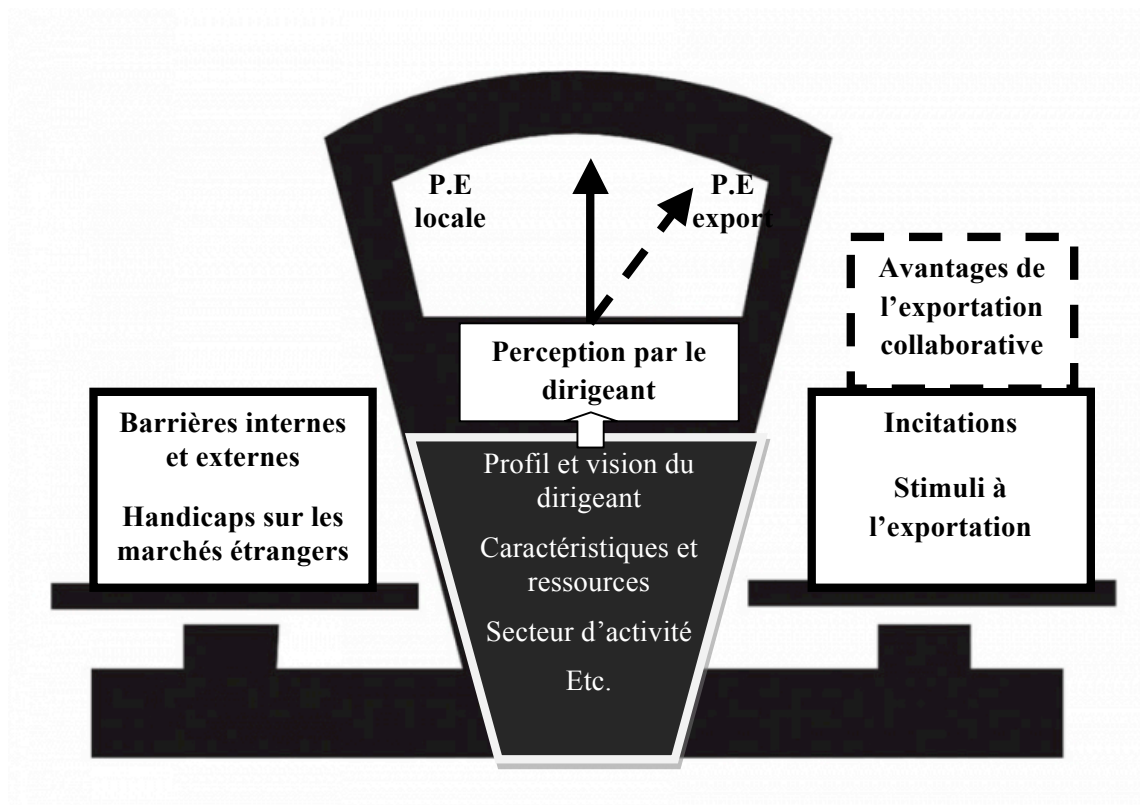 P.E
locale
P.E
export
Avantages de
l’exportation
collaborative
Perception par le
dirigeant
Barrières internes
et externes
Handicaps sur les
marchés étrangers
Profil et vision du
dirigeant
Caractéristiques et
ressources
Secteur d’activité
Etc.
Incitations
Stimuli à
l’exportation